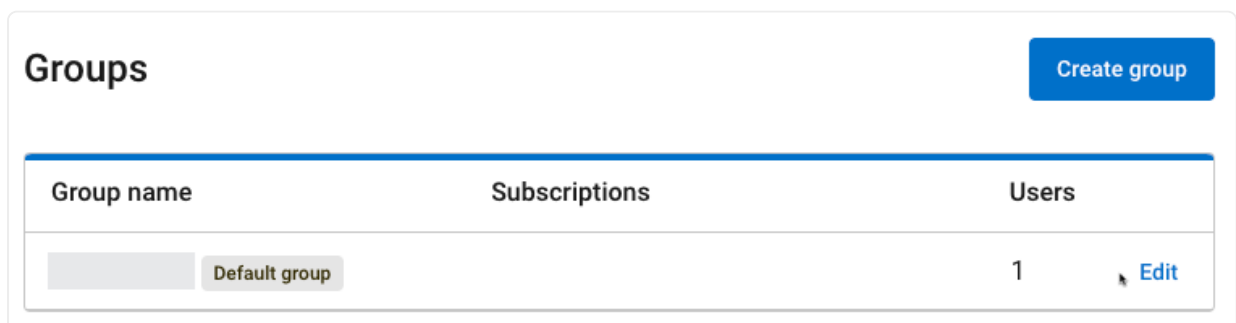 Groups
Create group
Group name Subscriptions Users
Default group 1 Edit